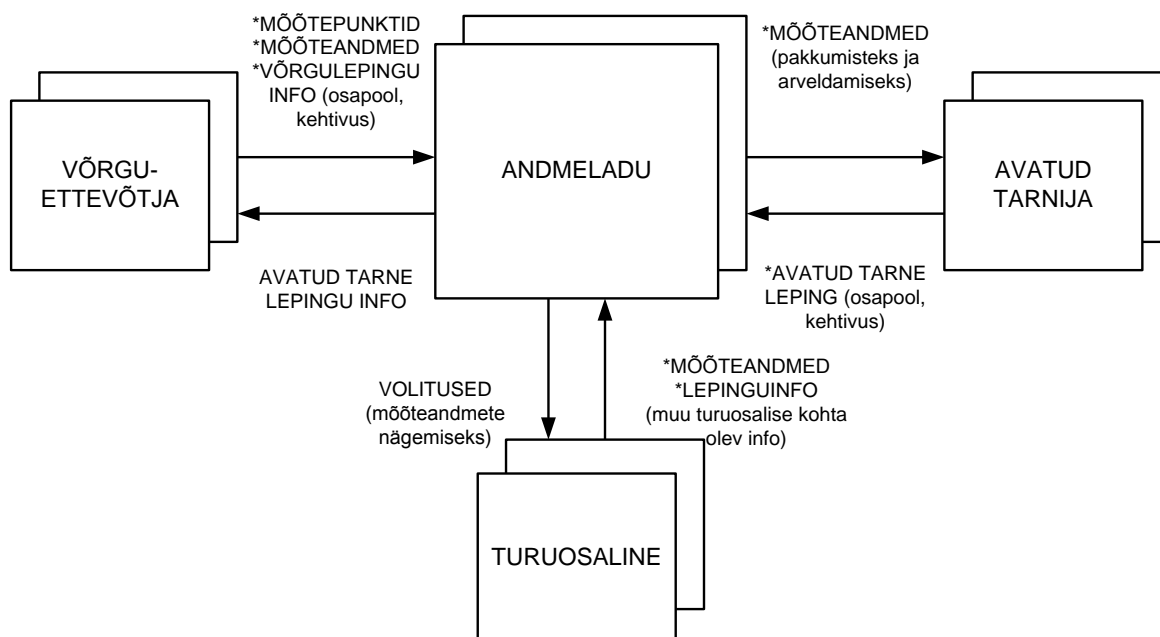 *MÕÕTEPUNKTID
*MÕÕTEANDMED
*VÕRGULEPINGU
INFO (osapool,
kehtivus)
*MÕÕTEANDMED
(pakkumisteks ja
arveldamiseks)
VÕRGU-
ETTEVÕTJA
ANDMELADU
AVATUD
TARNIJA
AVATUD TARNE
LEPINGU INFO
*AVATUD TARNE
LEPING (osapool,
kehtivus)
VOLITUSED
(mõõteandmete
nägemiseks)
*MÕÕTEANDMED
*LEPINGUINFO
(muu turuosalise kohta
olev info)
TURUOSALINE